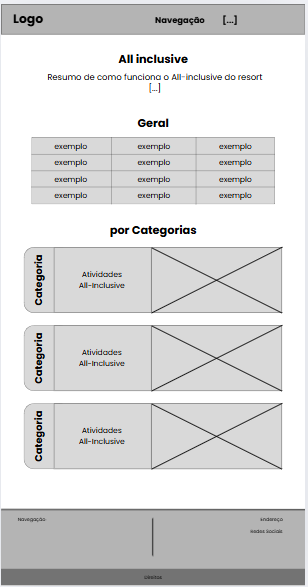 Logo
Navegação [...]
All inclusive
Resumo de como funciona o All-inclusive do resort
[...]
Geral
exemplo exemplo exemplo
exemplo exemplo exemplo
exemplo exemplo exemplo
exemplo exemplo exemplo
por Categorias
Categoria
Atividades
All-Inclusive
Categoria
Atividades
All-Inclusive
Categoria
Atividades
All-Inclusive
Navegação
Endereço
Redes Sociais
direitos